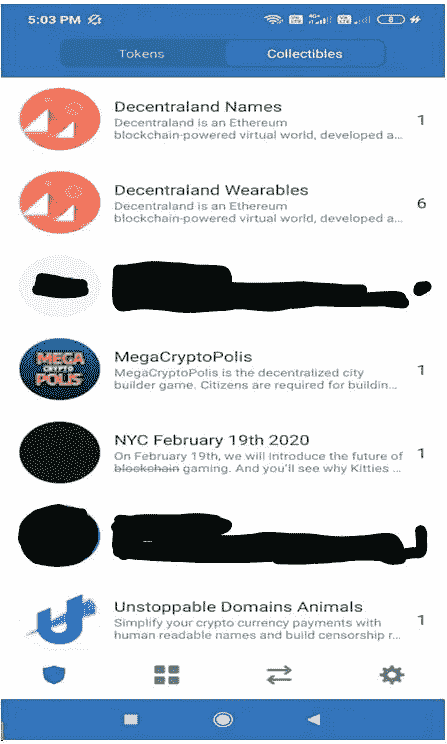 5:03 PM
Tokens
Collectibles
Decentraland Names
1
Decentraland is an Ethereum
blockchain-powered virtual world, developed a...
Decentraland Wearables
6
Decentraland is an Ethereum
blockchain-powered virtual world, developed a...
MEGA
CRYPTO
POLIS
MegaCryptoPolis
1
MegaCryptoPolis is the decentralized city
builder game. Citizens are required for buildin...
NYC February 19th 2020
1
On February 19th, we will introduce the future of
blockchain gaming. And you'll see why Kitties ...
Unstoppable Domains Animals
1
Simplify your crypto currency payments with
human readable names and build censorship r...